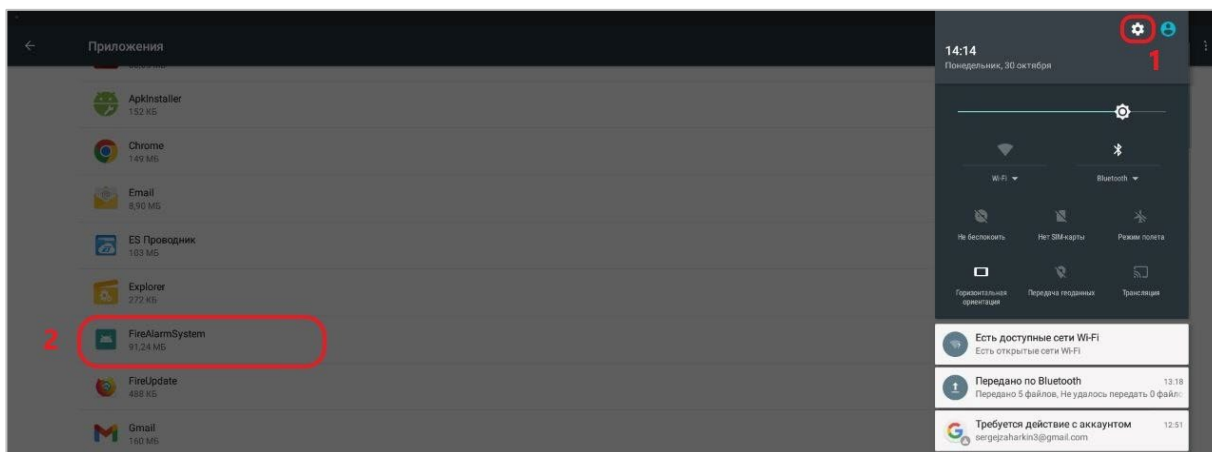 Приложения
ApkInstaller
152 КБ
Chrome
149 МБ
Email
8,90 МБ
ES Проводник
103 МБ
Explorer
272 КБ
2
FireAlarmSystem
91,24 МБ
FireUpdate
488 КБ
Gmail
160 МБ
1
14:14
Понедельник, 30 октября
Wi-Fi
Bluetooth
Не беспокоить
Нет SIM-карты
Режим полета
Горизонтальная
ориентация
Передача геоданных
Трансляция
Есть доступные сети Wi-Fi
Есть открытые сети Wi-Fi
Передано по Bluetooth 13:18
Передано 5 файлов, Не удалось передать 0 файло
Требуется действие с аккаунтом 12:51
sergejzaharkin3@gmail.com